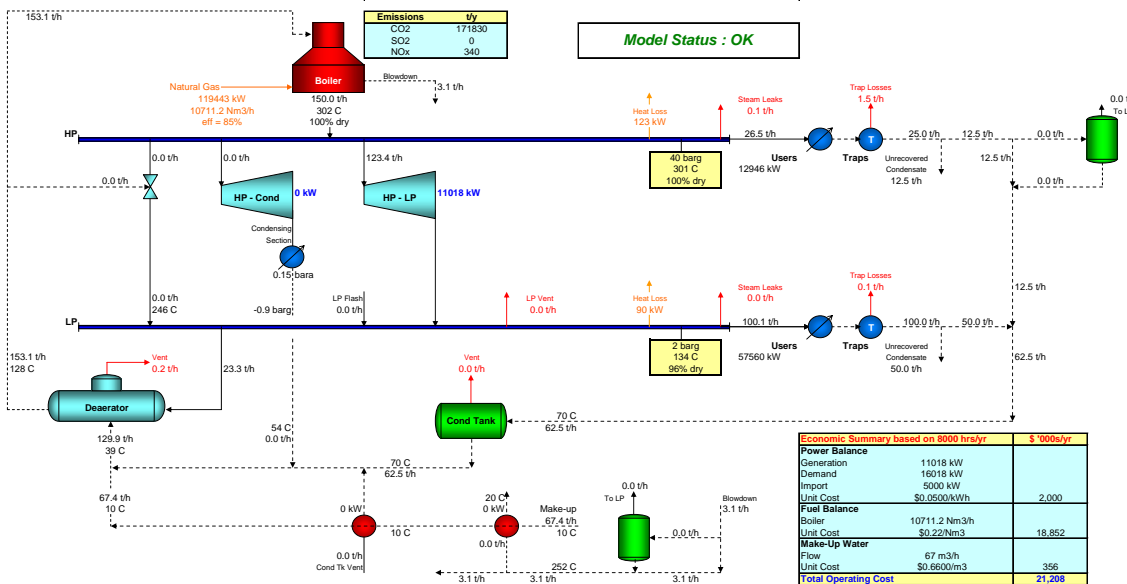 153.1 t/h
Emissions t/y
CO2 171830
SO2 0
NOx 340
Model Status : OK
Boiler
Blowdown
3.1 t/h
Natural Gas
119443 kW
10711.2 Nm3/h
eff = 85%
150.0 t/h
302 C
100% dry
Heat Loss
123 kW
Steam Leaks
0.1 t/h
Trap Losses
1.5 t/h
0.0 t
To L
HP
26.5 t/h
12946 kW
Users
T
Traps
25.0 t/h
12.5 t/h
0.0 t/h
Unrecovered
Condensate
12.5 t/h
12.5 t/h
0.0 t/h
40 barg
301 C
100% dry
0.0 t/h
0.0 t/h
123.4 t/h
0.0 t/h
HP - Cond
0 kW
HP - LP
11018 kW
Condensing
Section
0.15 bara
0.0 t/h
246 C
-0.9 barg
LP Flash
0.0 t/h
LP Vent
0.0 t/h
Heat Loss
90 kW
Steam Leaks
0.0 t/h
Trap Losses
0.1 t/h
12.5 t/h
LP
100.1 t/h
57560 kW
Users
T
Traps
100.0 t/h
50.0 t/h
Unrecovered
Condensate
50.0 t/h
62.5 t/h
2 barg
134 C
96% dry
153.1 t/h
128 C
Vent
0.2 t/h
23.3 t/h
Deaerator
Vent
0.0 t/h
Cond Tank
70 C
62.5 t/h
129.9 t/h
39 C
54 C
0.0 t/h
70 C
62.5 t/h
67.4 t/h
10 C
0 kW
20 C
0 kW
Make-up
67.4 t/h
10 C
10 C
0.0 t/h
0.0 t/h
Cond Tk Vent
0.0 t/h
To LP
Blowdown
3.1 t/h
0.0 t/h
252 C
3.1 t/h
3.1 t/h
3.1 t/h
Economic Summary based on 8000 hrs/yr $ '000s/yr
Power Balance
Generation 11018 kW
Demand 16018 kW
Import 5000 kW
Unit Cost $0.0500/kWh 2,000
Fuel Balance
Boiler 10711.2 Nm3/h
Unit Cost $0.22/Nm3 18,852
Make-Up Water
Flow 67 m3/h
Unit Cost $0.6600/m3 356
Total Operating Cost 21,208